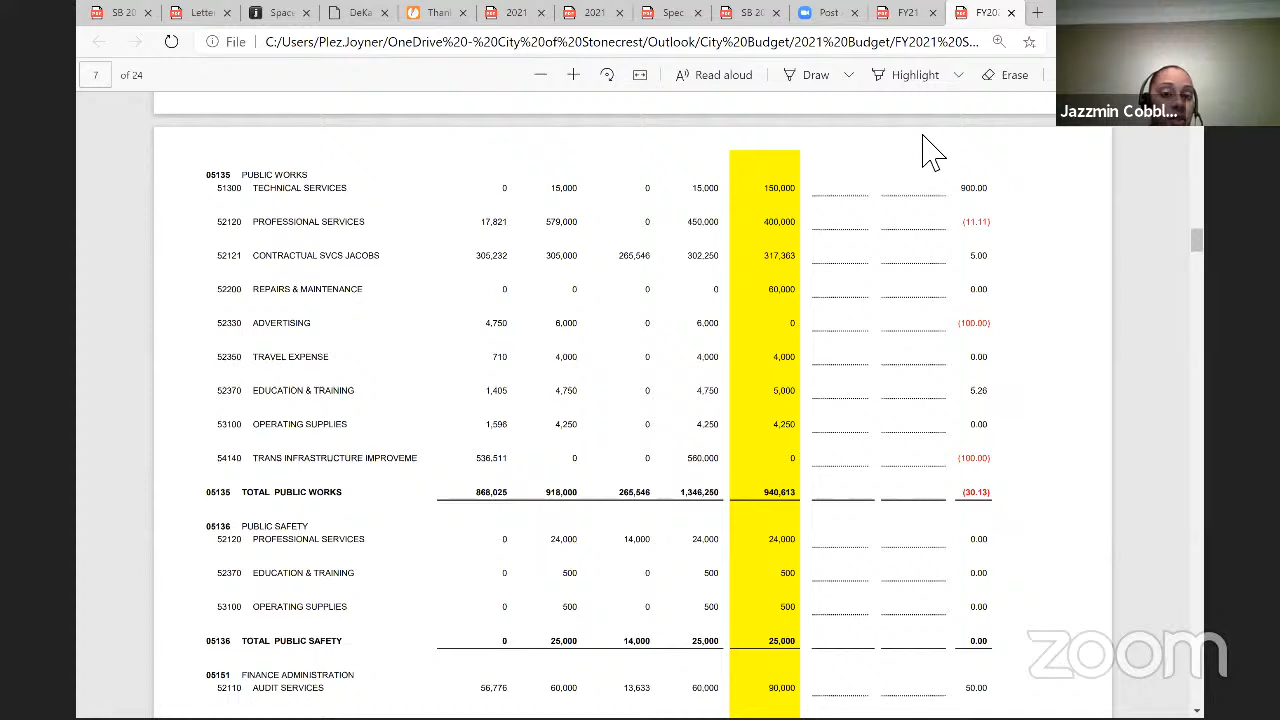 SB 20 Letter Space DeKa Thanl 2021 2021 Spec SB 20 Post FY21 FY20
File C:/Users/Plez.Joyner/OneDrive%20-%20City%20of%20Stonecrest/Outlook/City%20Budget/2021%20Budget/FY2021%20S...
7 of 24 Read aloud Draw Highlight Erase
Jazzmin Cobbl...
05135 PUBLIC WORKS
51300 TECHNICAL SERVICES 0 15,000 0 15,000 150,000 900.00
52120 PROFESSIONAL SERVICES 17,821 579,000 0 450,000 400,000 (11.11)
52121 CONTRACTUAL SVCS JACOBS 305,000 265,546 302,250 317,363 5.00
52200 REPAIRS & MAINTENANCE 0 0 0 0 60,000 0.00
52330 ADVERTISING 4,750 6,000 0 6,000 0 (100.00)
52350 TRAVEL EXPENSE 710 4,000 0 4,000 4,000 0.00
52370 EDUCATION & TRAINING 1,405 4,750 0 4,750 5,000 5.26
53100 OPERATING SUPPLIES 1,596 4,250 0 4,250 4,250 0.00
54140 TRANS INFRASTRUCTURE IMPROVEME 536,511 0 0 560,000 0 (100.00)
05135 TOTAL PUBLIC WORKS 868,025 918,000 265,546 1,346,250 940,613 (30.13)
05136 PUBLIC SAFETY
52120 PROFESSIONAL SERVICES 0 24,000 14,000 24,000 24,000 0.00
52370 EDUCATION & TRAINING 0 500 0 500 500 0.00
53100 OPERATING SUPPLIES 0 500 0 500 500 0.00
05136 TOTAL PUBLIC SAFETY 0 25,000 14,000 25,000 25,000 0.00
zoom
05151 FINANCE ADMINISTRATION
52110 AUDIT SERVICES 56,776 60,000 13,633 60,000 90,000 50.00